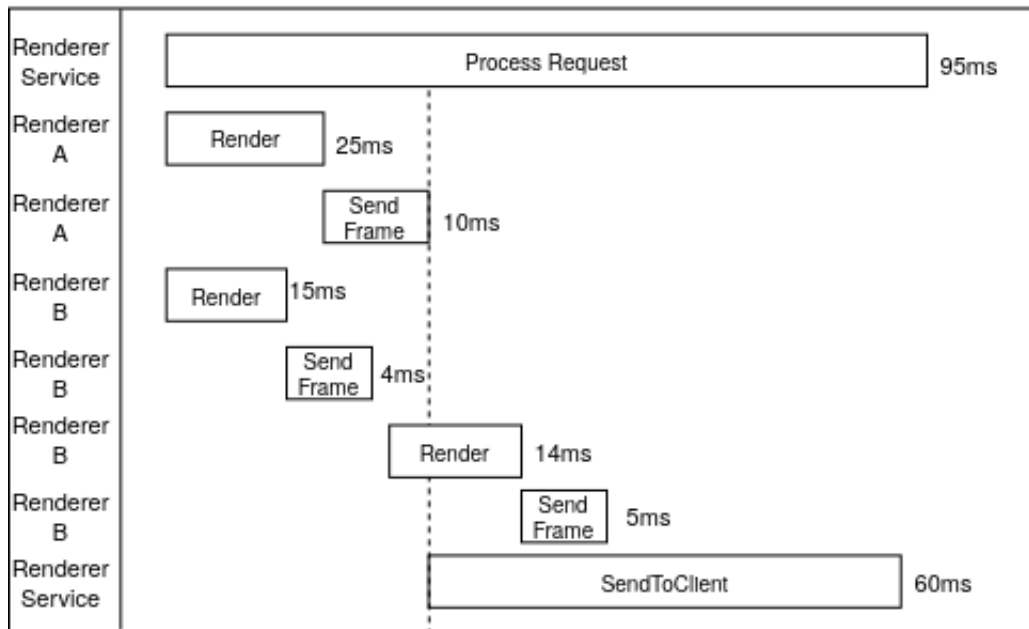 Renderer
Service
Process Request
95ms
Renderer
A
Render
25ms
Renderer
A
Send
Frame
10ms
Renderer
B
Render
15ms
Renderer
B
Send
Frame
4ms
Renderer
B
Render
14ms
Renderer
B
Send
Frame
5ms
Renderer
Service
SendToClient
60ms